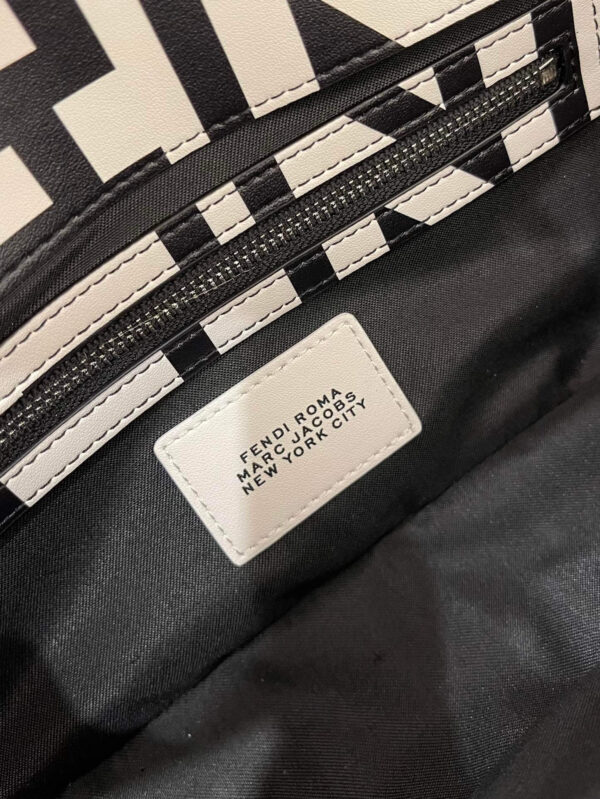 FENDI ROMA
MARC JACOBS
NEW YORK CITY